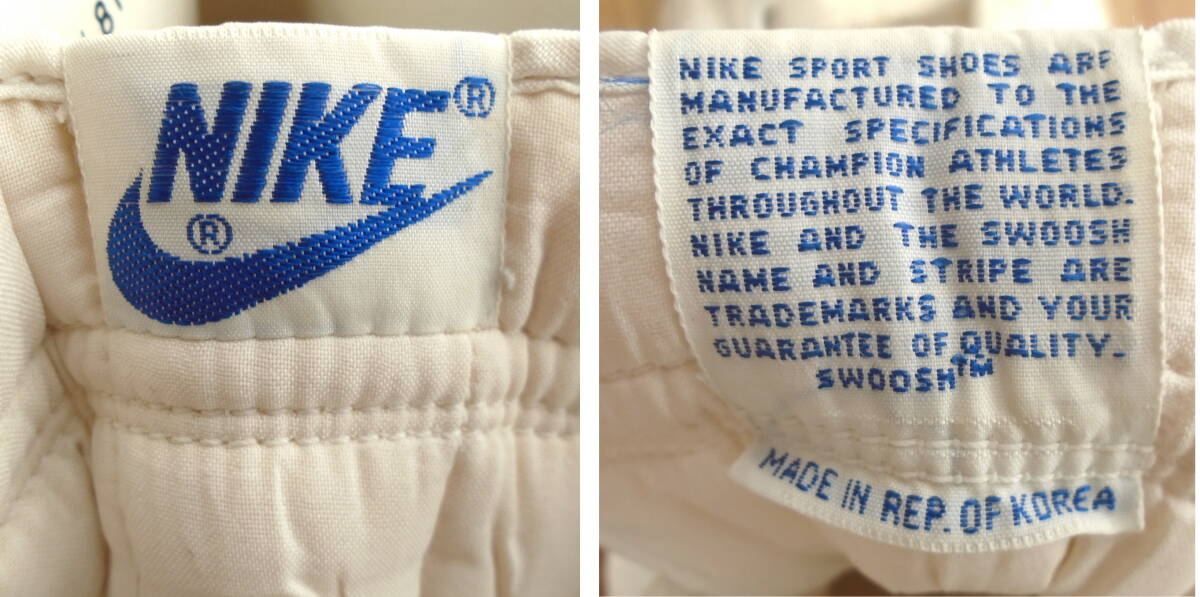 NIKE®
®
NIKE SPORT SHOES ARE
MANUFACTURED TO THE
EXACT SPECIFICATIONS
OF CHAMPION ATHLETES
THROUGHOUT THE WORLD.
NIKE AND THE SWOOSH
NAME AND STRIPE ARE
TRADEMARKS AND YOUR
GUARANTEE OF QUALITY.
SWOOSH™
MADE IN REP. OF KOREA